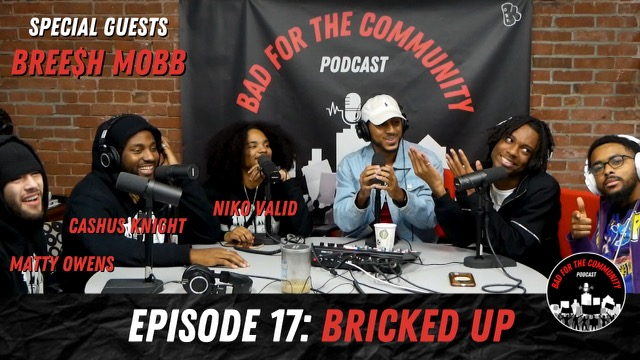 SPECIAL GUESTS
BREE$H MOBB
BAD FOR THE COMMUNITY
PODCAST
NIKO VALID
CASHUS KNIGHT
MATTY OWENS
BAD FOR THE COMMUNITY
PODCAST
EPISODE 17: BRICKED UP